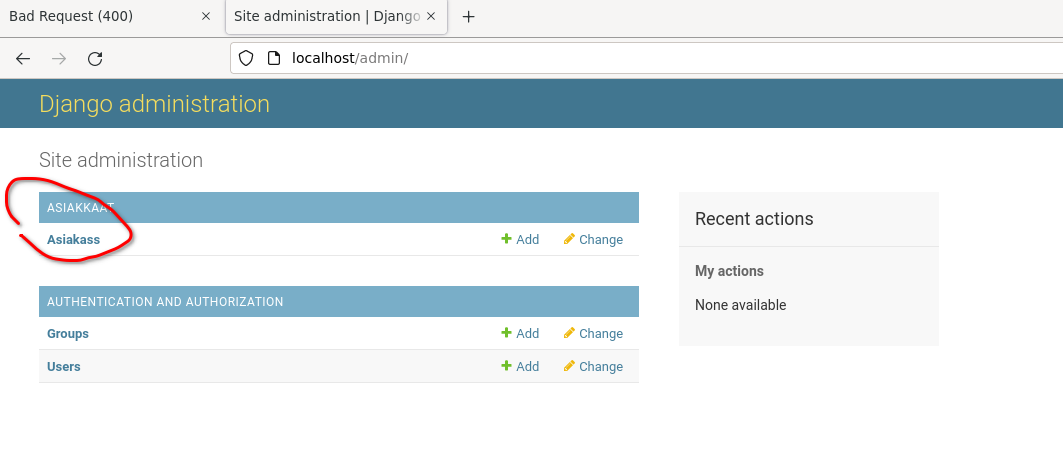 Bad Request (400)
Site administration | Django
localhost/admin/
Django administration
Site administration
ASIAKKAAT
Asiakass
Add
Change
AUTHENTICATION AND AUTHORIZATION
Groups
Add
Change
Users
Add
Change
Recent actions
My actions
None available